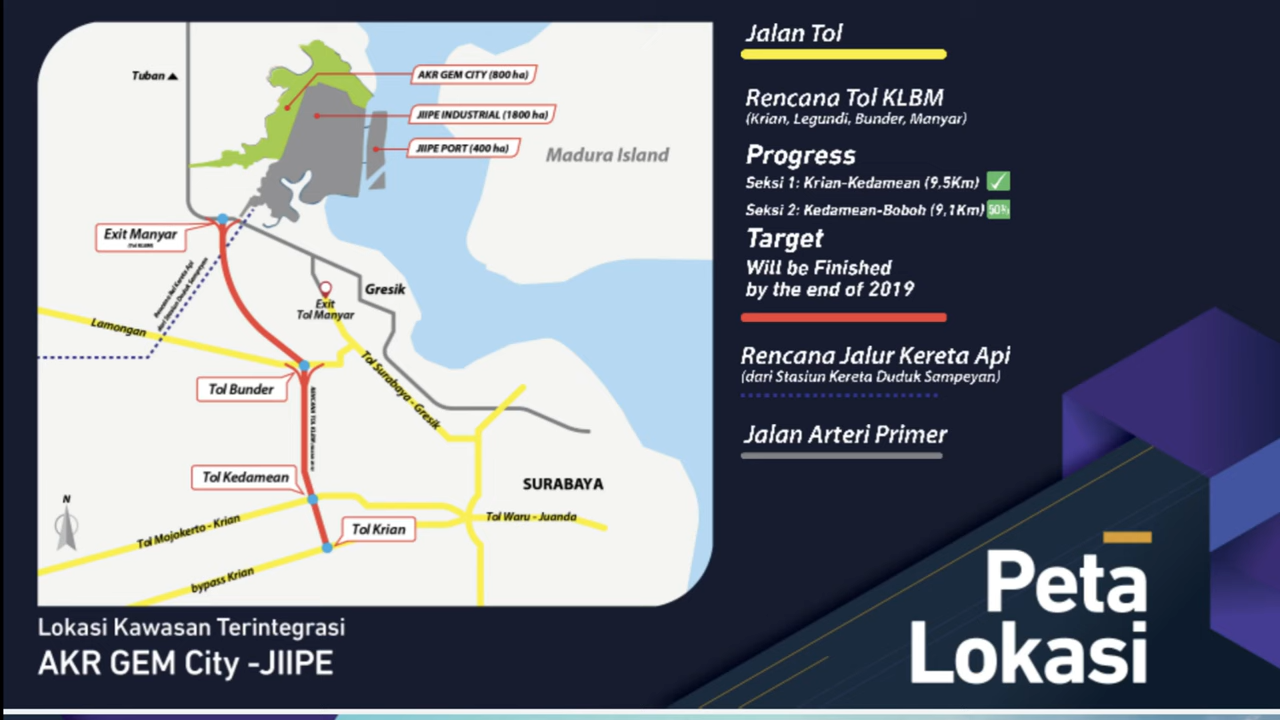 Tuban
AKR GEM CITY (800 ha)
JIIPE INDUSTRIAL (1800 ha)
JIIPE PORT (400 ha)
Madura Island
Exit Manyar
Gresik
Exit
Tol Manyar
Lamongan
Tol Surabaya - Gresik
Tol Bunder
Tol Kedamean
SURABAYA
N
Tol Mojokerto - Krian
Tol Waru - Juanda
Tol Krian
bypass Krian
Lokasi Kawasan Terintegrasi
AKR GEM City -JIIPE
Jalan Tol
Rencana Tol KLBM
(Krian, Legundi, Bunder, Manyar)
Progress
Seksi 1: Krian-Kedamean (9,5Km)
Seksi 2: Kedamean-Boboh (9,1Km) 50%
Target
Will be Finished
by the end of 2019
Rencana Jalur Kereta Api
(dari Stasiun Kereta Duduk Sampeyan)
Jalan Arteri Primer
Peta
Lokasi